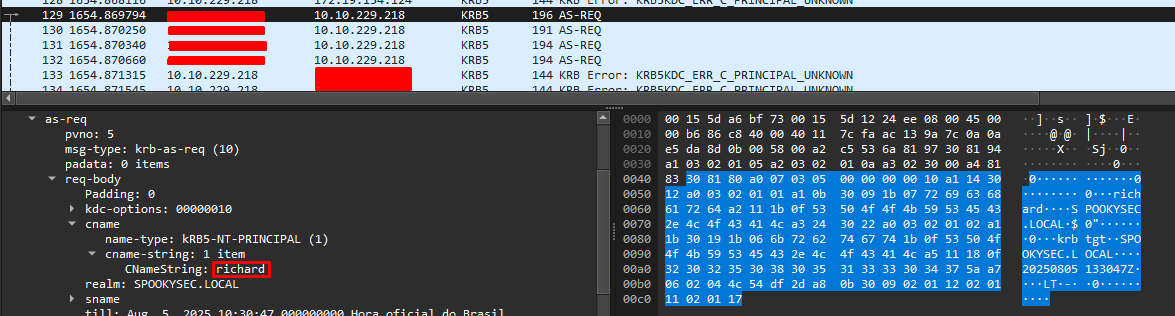 128 1654.868116 10.10.229.218 172.19.154.124 KRB5 144 KRB Error: KRB5KDC_ERR_C_PRINCIPAL_UNKNOWN
129 1654.869794 10.10.229.218 KRB5 196 AS-REQ
130 1654.870250 10.10.229.218 KRB5 191 AS-REQ
131 1654.870340 10.10.229.218 KRB5 194 AS-REQ
132 1654.870660 10.10.229.218 KRB5 194 AS-REQ
133 1654.871315 10.10.229.218 KRB5 144 KRB Error: KRB5KDC_ERR_C_PRINCIPAL_UNKNOWN
134 1654.871545 10.10.229.218 KRB5 144 KRB Error: KRB5KDC_ERR_C_PRINCIPAL_UNKNOWN
as-req
pvno: 5
msg-type: krb-as-req (10)
padata: 0 items
req-body
Padding: 0
kdc-options: 00000010
cname
name-type: kRB5-NT-PRINCIPAL (1)
cname-string: 1 item
CNameString: richard
realm: SPOOKYSEC.LOCAL
sname
till: Aug 5, 2025 10:30:47.000000000 Hora oficial do Brasil
0000 00 15 5d a6 bf 73 00 15 5d 12 24 ee 08 00 45 00 ··]··s·· ]·$···E·
0010 00 b6 86 c8 40 00 40 11 7c fa ac 13 9a 7c 0a 0a ····@·@· |····|··
0020 e5 da 8d 0b 00 58 00 a2 c5 53 6a 81 97 30 81 94 ·····X·· ·Sj··0··
0030 a1 03 02 01 05 a2 03 02 01 0a a3 02 30 00 a4 81 ········ ····0···
0040 83 30 81 80 a0 07 03 05 00 00 00 00 10 a1 14 30 ·0······ ·······0
0050 12 a0 03 02 01 01 a1 0b 30 09 1b 07 72 69 63 68 ········ 0···rich
0060 61 72 64 a2 11 1b 0f 53 50 4f 4f 4b 59 53 45 43 ard····S POOKYSEC
0070 2e 4c 4f 43 41 4c a3 24 30 22 a0 03 02 01 02 a1 .LOCAL·$ 0"······
0080 1b 30 19 1b 06 6b 72 62 74 67 74 1b 0f 53 50 4f ·0···krb tgt··SPO
0090 4f 4b 59 53 45 43 2e 4c 4f 43 41 4c a5 11 18 0f OKYSEC.L OCAL····
00a0 32 30 32 35 30 38 30 35 31 33 33 30 34 37 5a a7 20250805 133047Z·
00b0 06 02 04 4c 54 df 2d a8 0b 30 09 02 01 12 02 01 ···LT·-· ·0······
00c0 11 02 01 17 ····